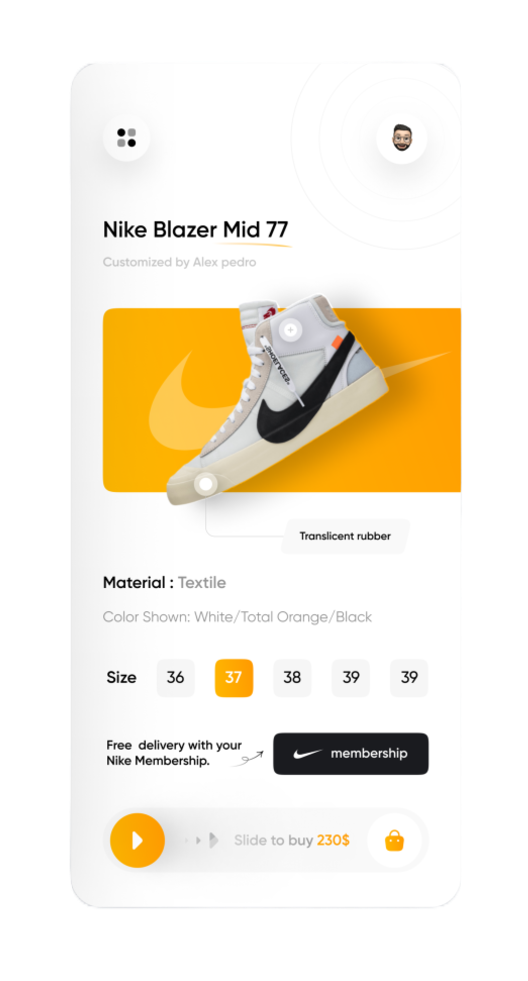 Nike Blazer Mid 77
Customized by Alex pedro
Translicent rubber
Material : Textile
Color Shown: White/Total Orange/Black
Size 36 37 38 39 39
Free delivery with your
Nike Membership.
membership
Slide to buy 230$